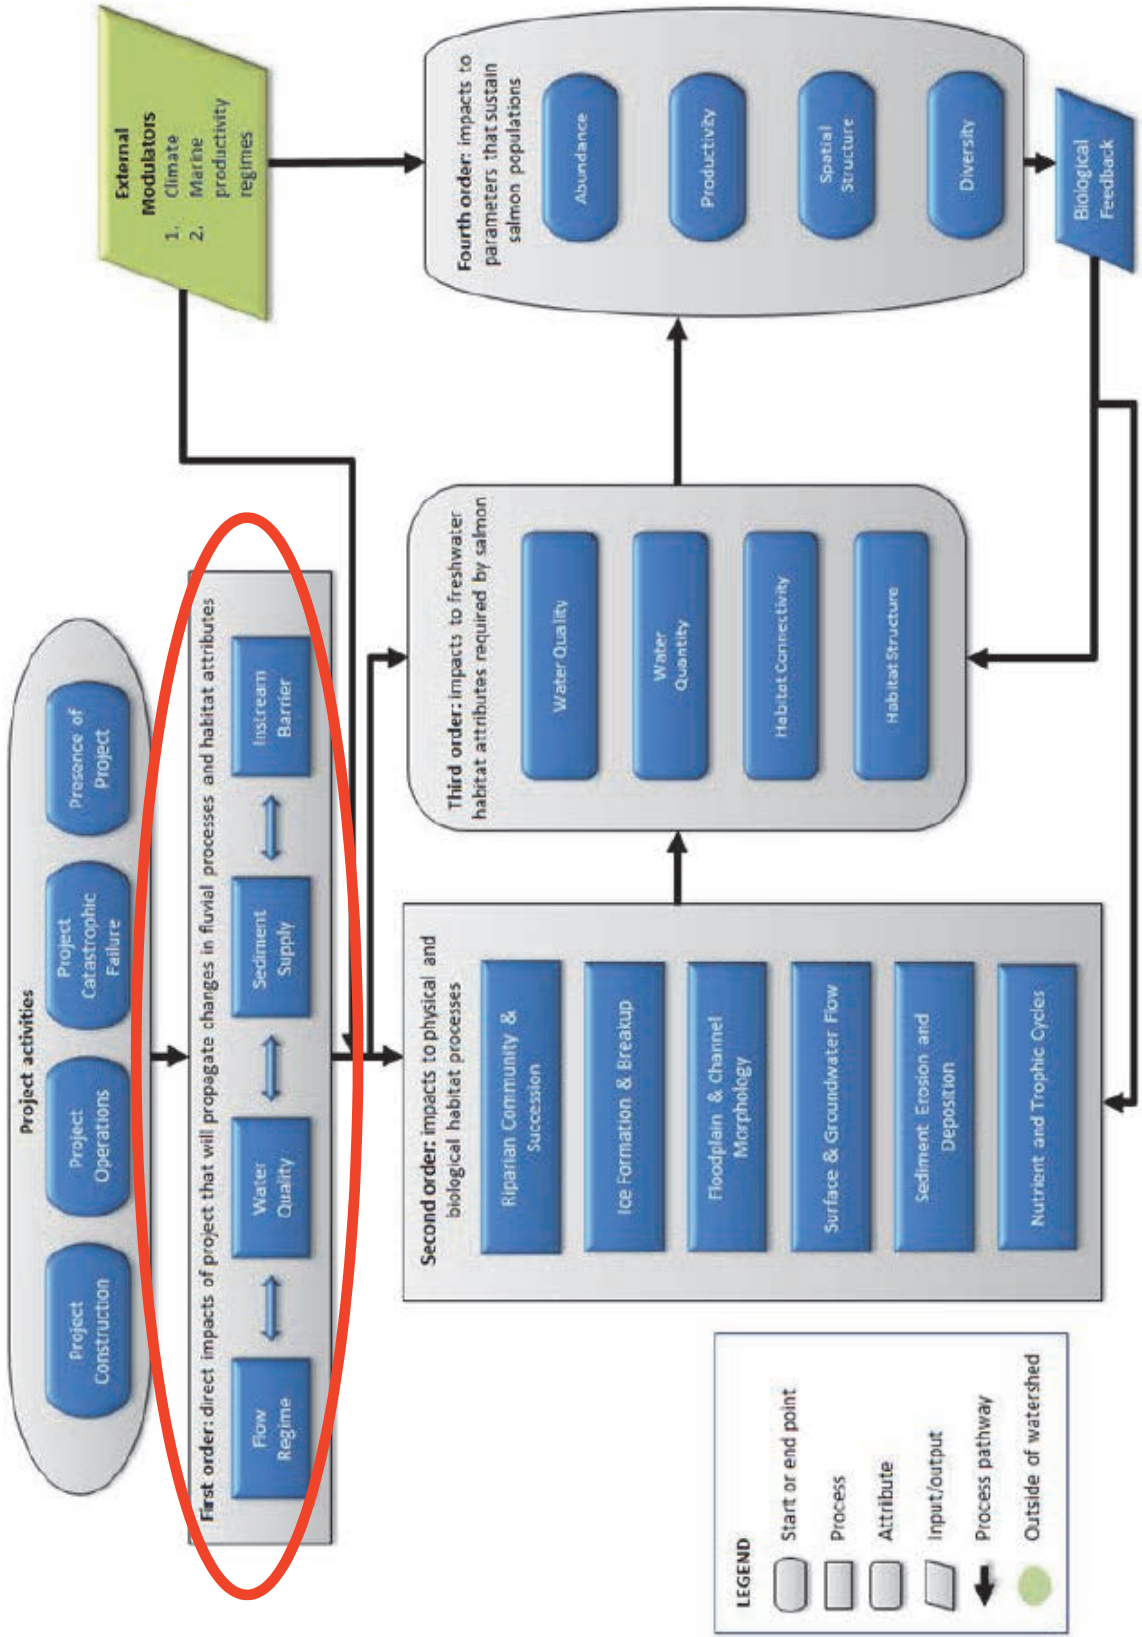 Project activities
Project
Construction
Project
Operations
Project
Catastrophic
Failure
Presence of
Project
First order: direct impacts of project that will propagate changes in fluvial processes and habitat attributes
Flow
Regime
Water
Quality
Sediment
Supply
Instream
Barrier
External
Modulators
1. Climate
2. Marine
productivity
regimes
Second order: impacts to physical and
biological habitat processes
Riparian Community &
Succession
Ice Formation & Breakup
Floodplain & Channel
Morphology
Surface & Groundwater Flow
Sediment Erosion and
Deposition
Nutrient and Trophic Cycles
Third order: impacts to freshwater
habitat attributes required by salmon
Water Quality
Water
Quantity
Habitat Connectivity
Habitat Structure
Fourth order: impacts to
parameters that sustain
salmon populations
Abundance
Productivity
Spatial
Structure
Diversity
Biological
Feedback
LEGEND
Start or end point
Process
Attribute
Input/output
Process pathway
Outside of watershed